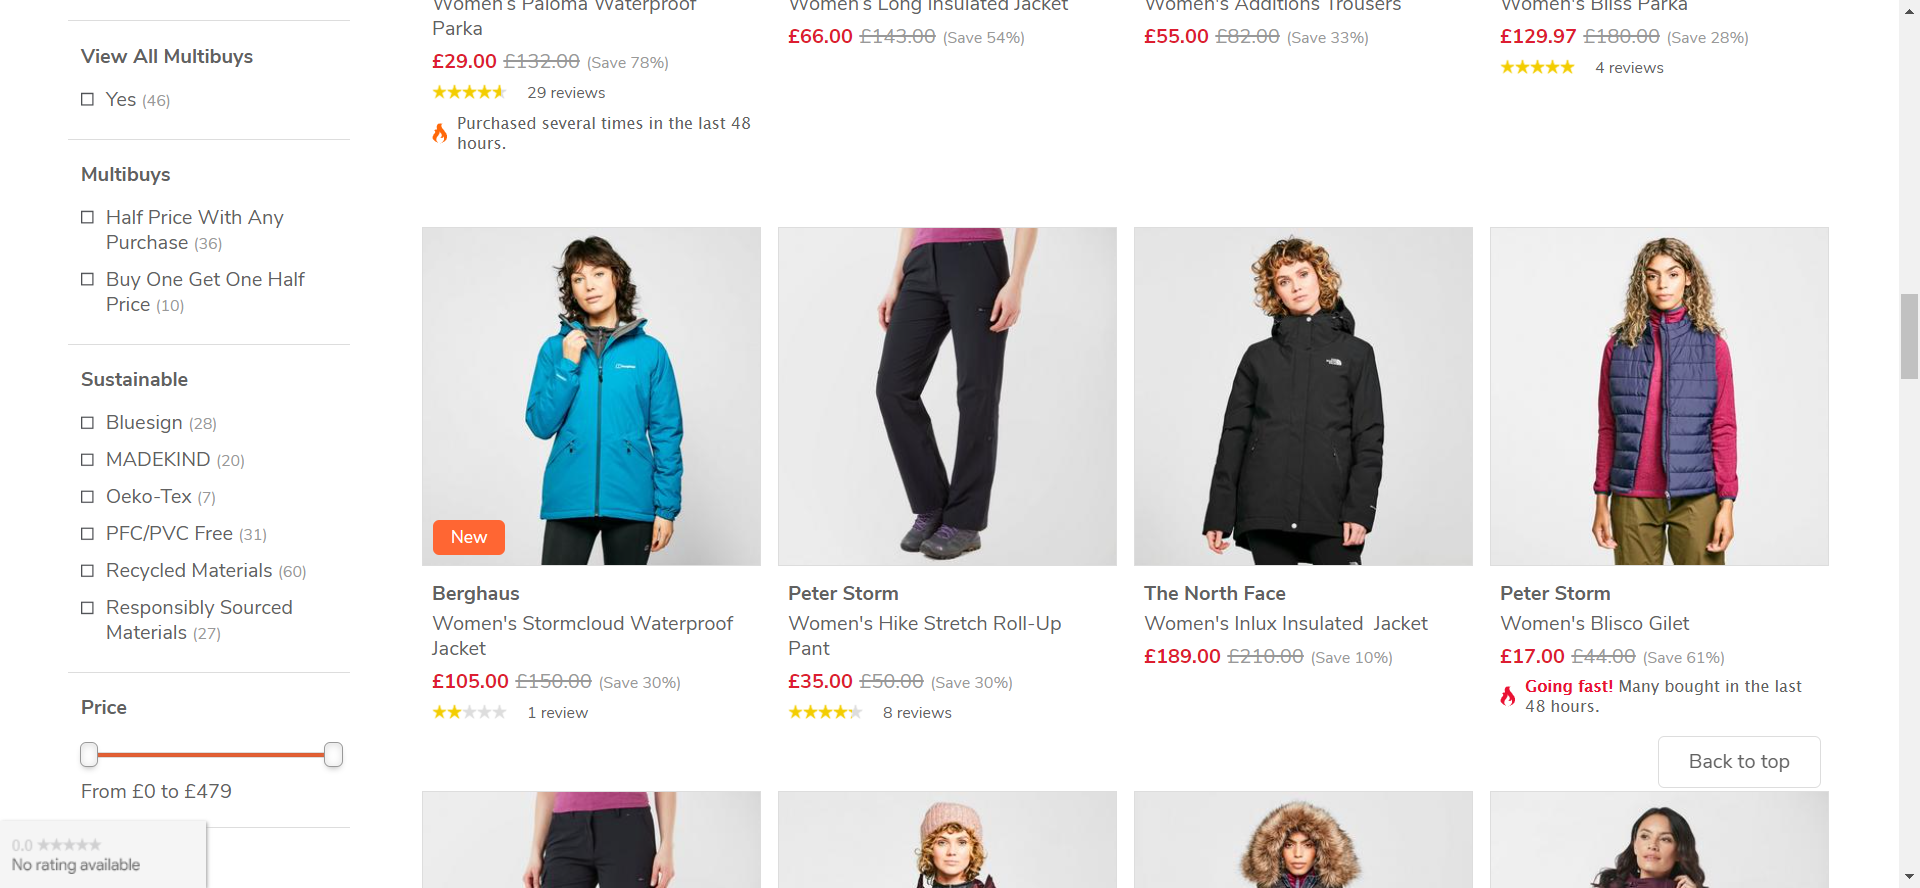 View All Multibuys
Yes (46)
Multibuys
Half Price With Any
Purchase (36)
Buy One Get One Half
Price (10)
Sustainable
Bluesign (28)
MADEKIND (20)
Oeko-Tex (7)
PFC/PVC Free (31)
Recycled Materials (60)
Responsibly Sourced
Materials (27)
Price
From £0 to £479
0.0
No rating available
Women's Paloma Waterproof
Parka
£29.00 £132.00 (Save 78%)
29 reviews
Purchased several times in the last 48
hours.
Women's Long Insulated Jacket
£66.00 £143.00 (Save 54%)
Women's Additions Trousers
£55.00 £82.00 (Save 33%)
Women's Bliss Parka
£129.97 £180.00 (Save 28%)
4 reviews
New
Berghaus
Women's Stormcloud Waterproof
Jacket
£105.00 £150.00 (Save 30%)
1 review
Peter Storm
Women's Hike Stretch Roll-Up
Pant
£35.00 £50.00 (Save 30%)
8 reviews
The North Face
Women's Inlux Insulated  Jacket
£189.00 £210.00 (Save 10%)
Peter Storm
Women's Blisco Gilet
£17.00 £44.00 (Save 61%)
Going fast! Many bought in the last
48 hours.
Back to top